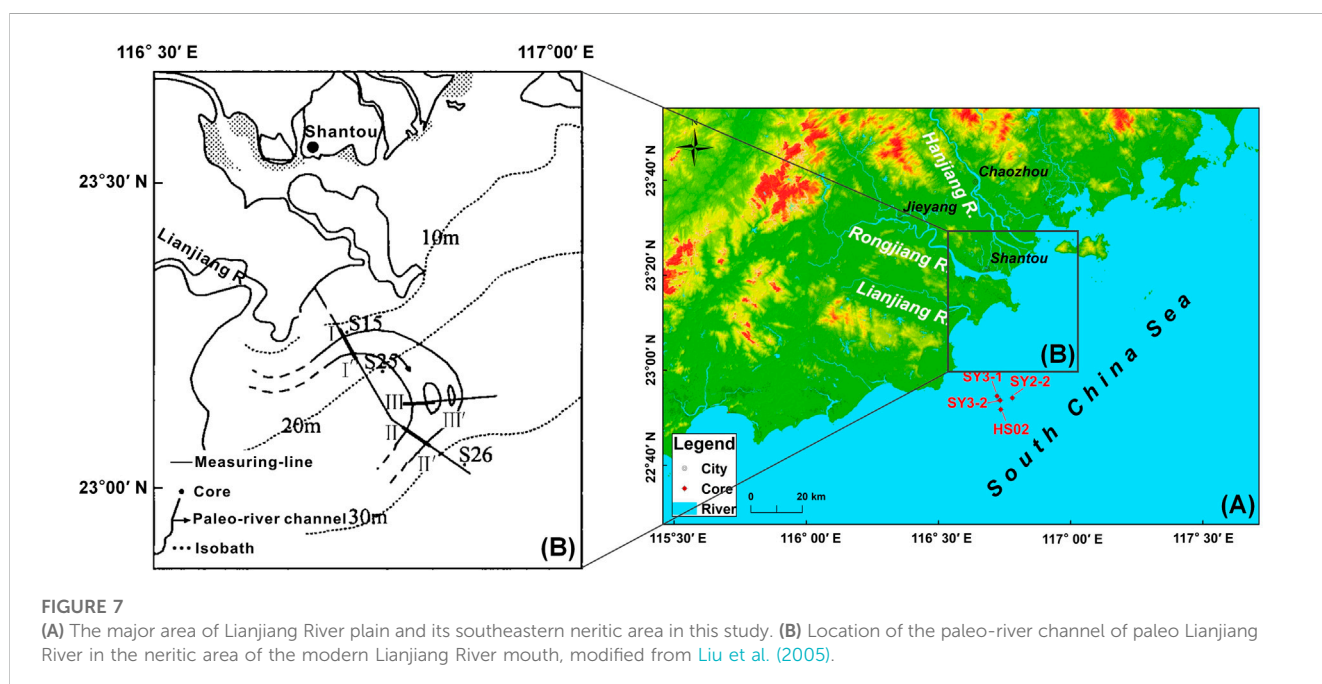 116° 30′ E
117°00′ E
Shantou
23°30′ N
10m
Lianjiang R.
S15
I
I′
S25
III
III′
20m
II
II′
S26
Measuring-line
Core
23°00′ N
Paleo-river channel
30m
Isobath
(B)
N
23°40′ N
Hanjiang R.
Chaozhou
Jieyang
Rongjiang R.
23°20′ N
Shantou
Lianjiang R.
(B)
23°00′ N
SY3-1
SY2-2
SY3-2
HS02
South China Sea
22°40′ N
Legend
City
Core
River
0 20 km
(A)
115°30′ E
116° 00′ E
116°30′ E
117°00′ E
117° 30′ E
FIGURE 7
(A) The major area of Lianjiang River plain and its southeastern neritic area in this study. (B) Location of the paleo-river channel of paleo Lianjiang
River in the neritic area of the modern Lianjiang River mouth, modified from Liu et al. (2005).